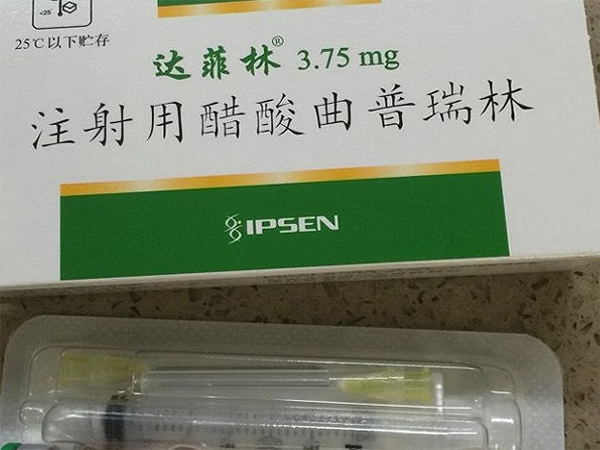 <25
25℃以下贮存
达菲林® 3.75 mg
注射用醋酸曲普瑞林
IPSEN